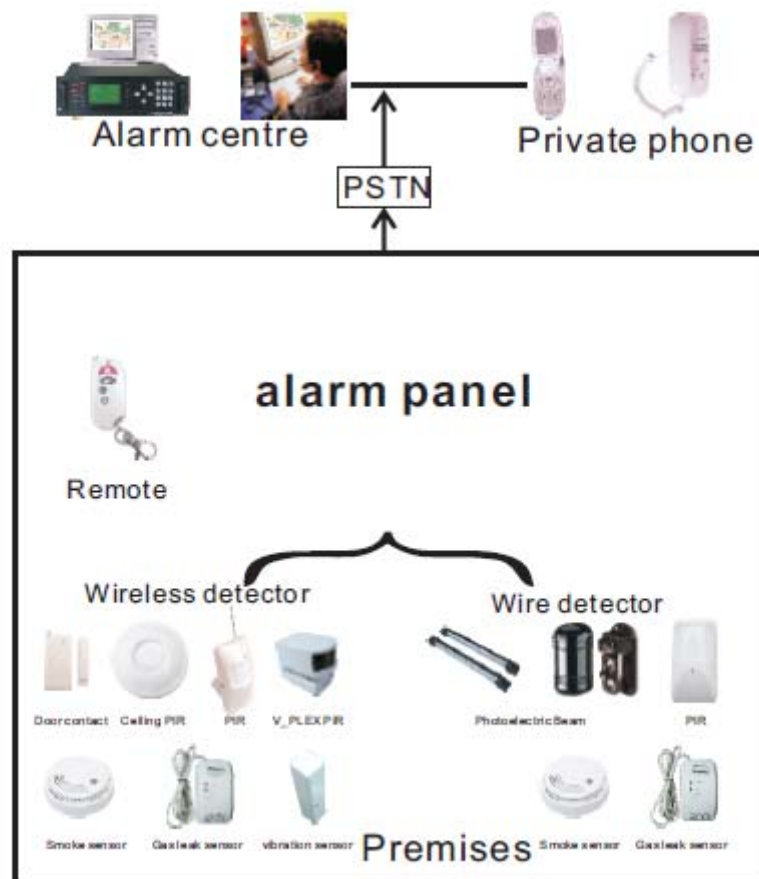 Alarm centre
Private phone
PSTN
alarm panel
Remote
Wireless detector
Wire detector
Door contact
Ceiling PIR
PIR
V_PLEX PIR
Photoelectric Beam
PIR
Smoke sensor
Gas leak sensor
vibration sensor
Premises
Smoke sensor
Gas leak sensor